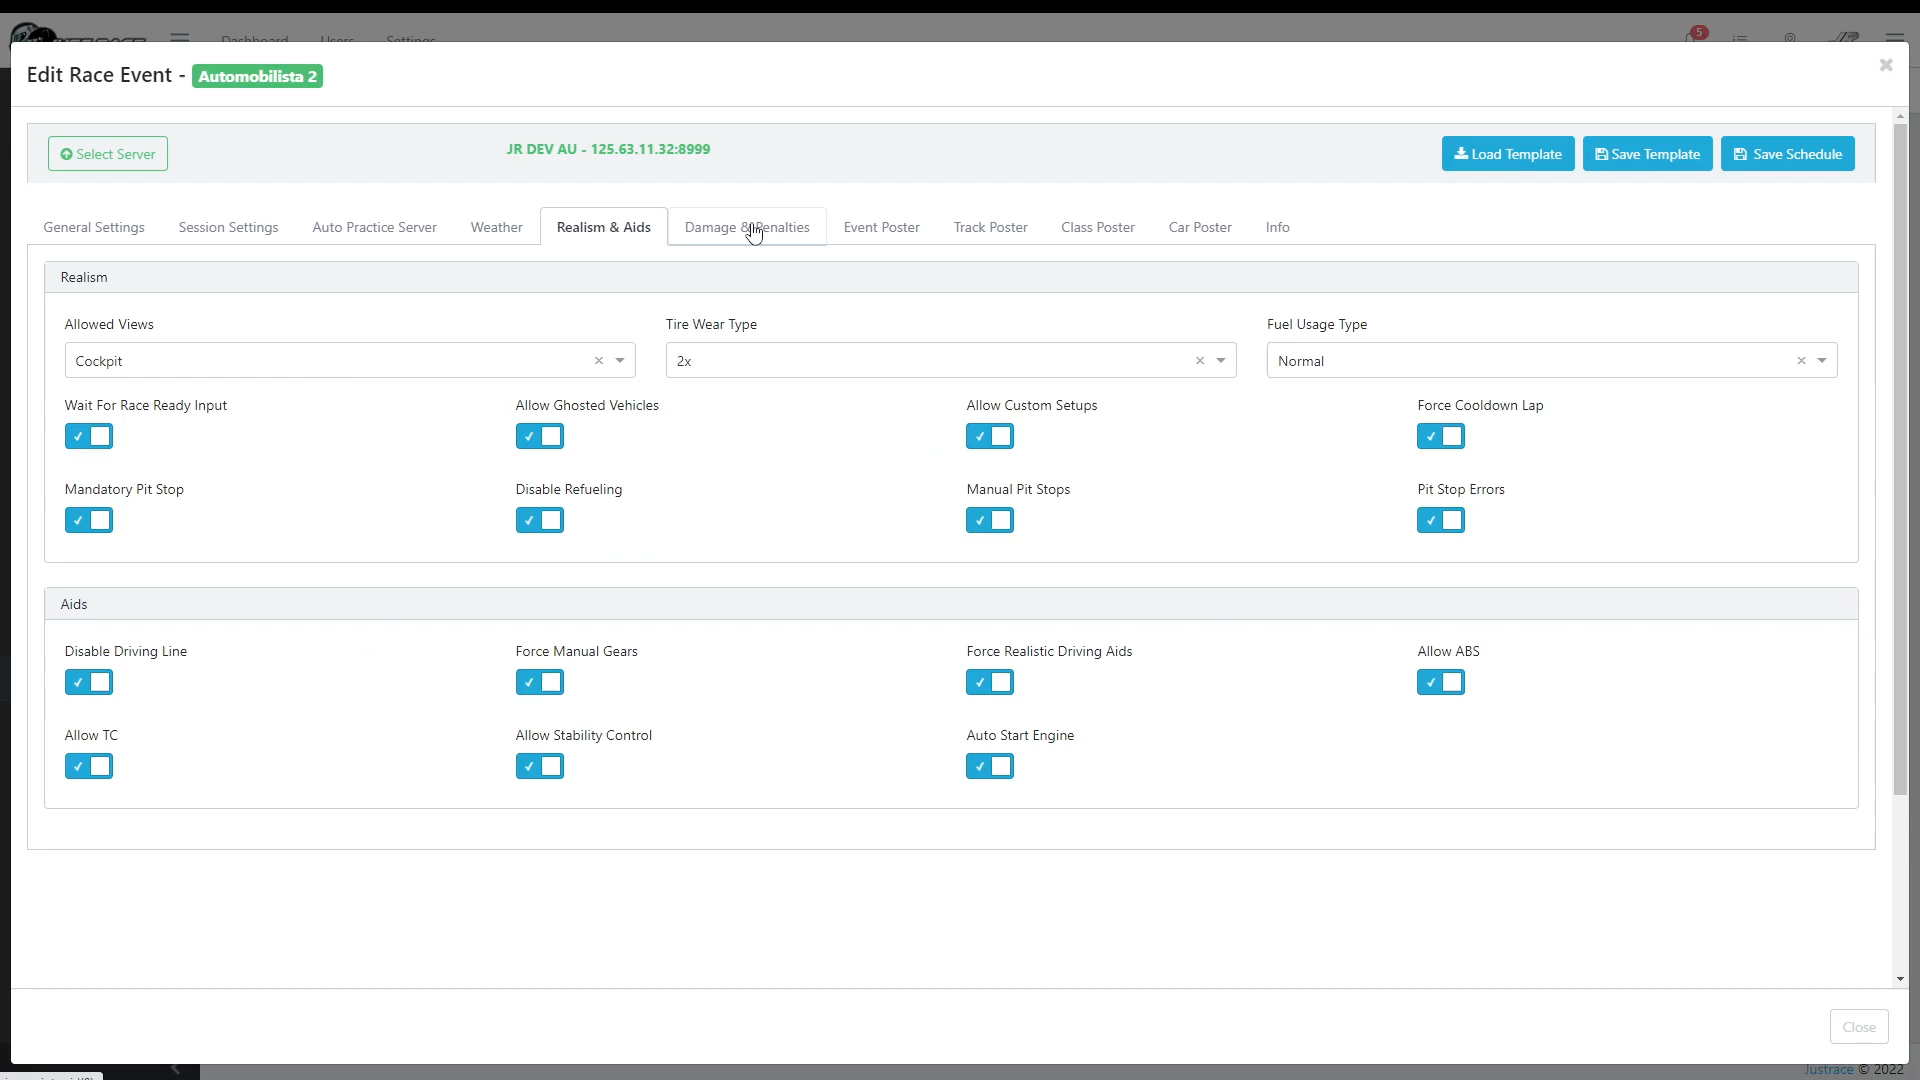 Dashboard Users Settings
5
Edit Race Event - Automobilista 2
Select Server
JR DEV AU - 125.63.11.32:8999
Load Template
Save Template
Save Schedule
General Settings Session Settings Auto Practice Server Weather Realism & Aids Damage & Penalties Event Poster Track Poster Class Poster Car Poster Info
Realism
Allowed Views Tire Wear Type Fuel Usage Type
Cockpit 2x Normal
Wait For Race Ready Input Allow Ghosted Vehicles Allow Custom Setups Force Cooldown Lap
Mandatory Pit Stop Disable Refueling Manual Pit Stops Pit Stop Errors
Aids
Disable Driving Line Force Manual Gears Force Realistic Driving Aids Allow ABS
Allow TC Allow Stability Control Auto Start Engine
Close
Justrace © 2022